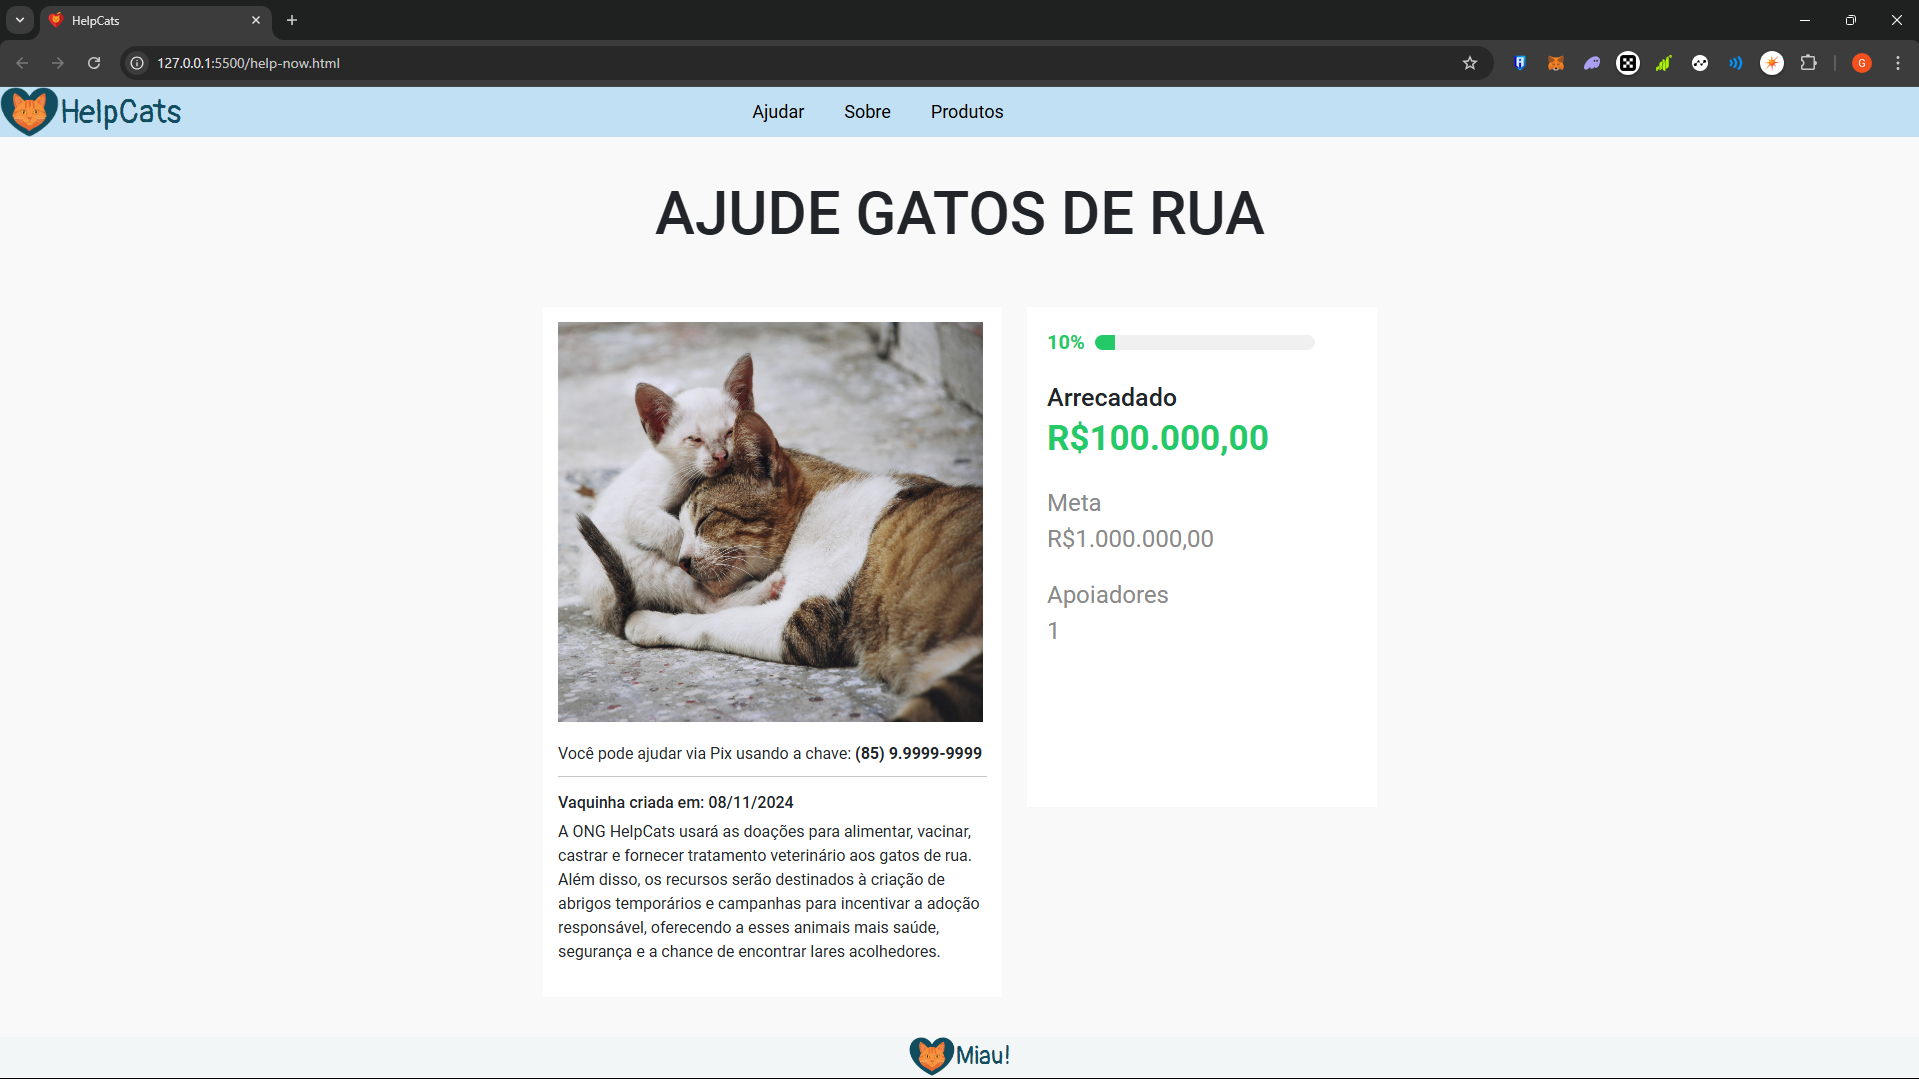 HelpCats
127.0.0.1:5500/help-now.html
G
HelpCats
Ajudar Sobre Produtos
AJUDE GATOS DE RUA
10%
Arrecadado
R$100.000,00
Meta
R$1.000.000,00
Apoiadores
1
Você pode ajudar via Pix usando a chave: (85) 9.9999-9999
Vaquinha criada em: 08/11/2024
A ONG HelpCats usará as doações para alimentar, vacinar,
castrar e fornecer tratamento veterinário aos gatos de rua.
Além disso, os recursos serão destinados à criação de
abrigos temporários e campanhas para incentivar a adoção
responsável, oferecendo a esses animais mais saúde,
segurança e a chance de encontrar lares acolhedores.
Miau!